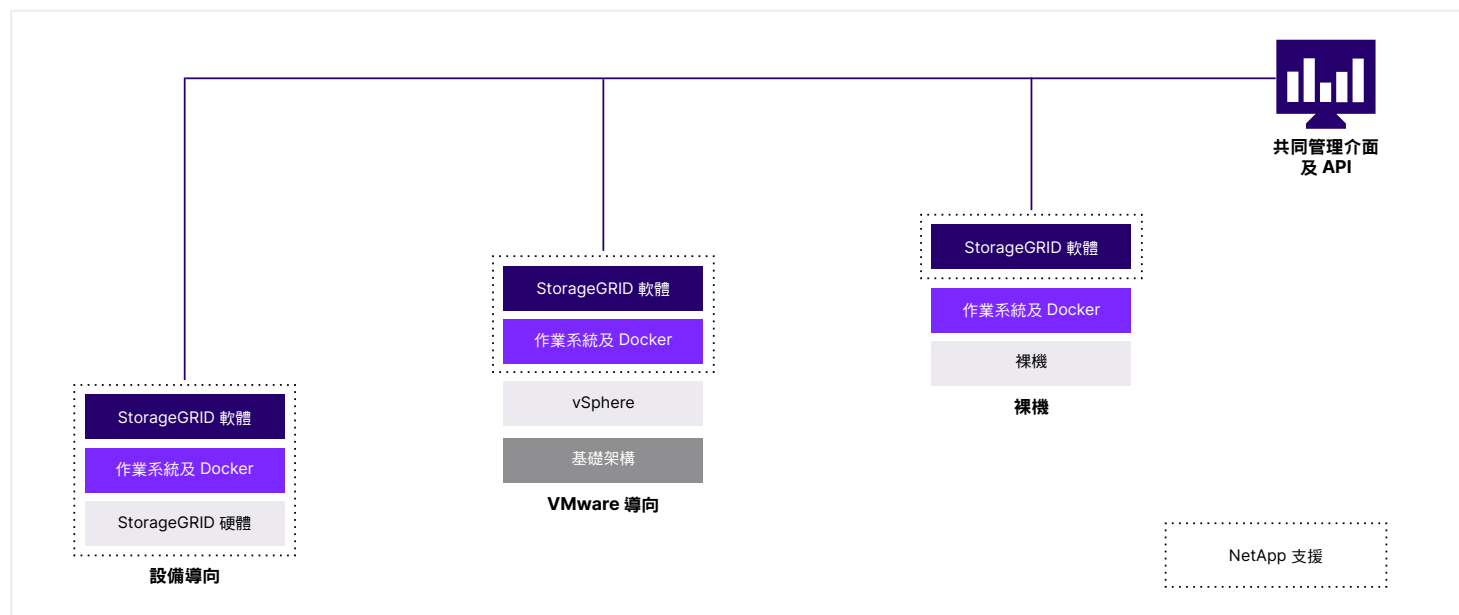 共同管理介面
及 API
StorageGRID 軟體
作業系統及 Docker
StorageGRID 硬體
設備導向
StorageGRID 軟體
作業系統及 Docker
vSphere
基礎架構
VMware 導向
StorageGRID 軟體
作業系統及 Docker
裸機
裸機
NetApp 支援